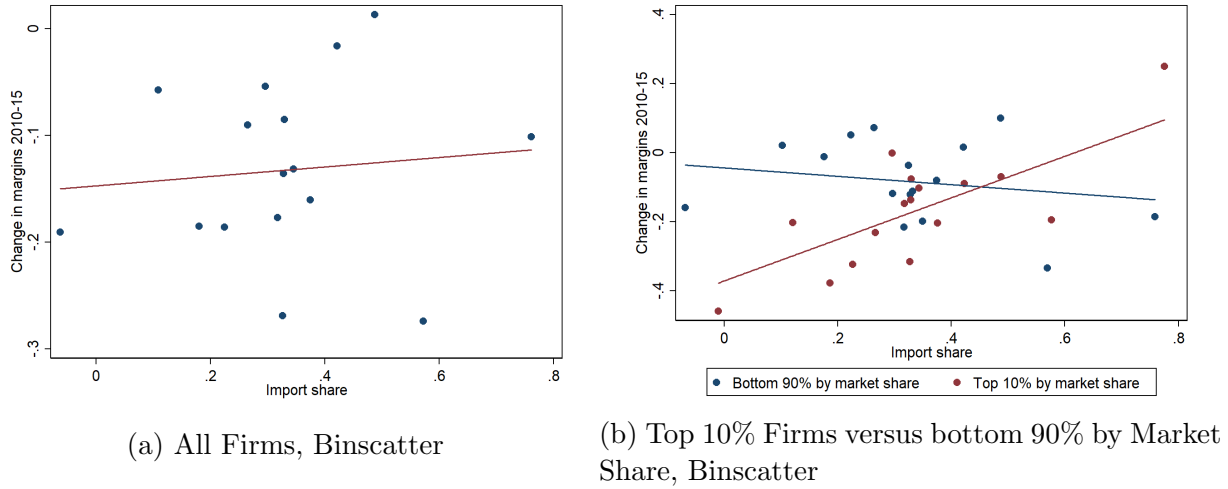 Change in margins 2010-15
0
-.1
-.2
-.3
0 .2 .4 .6 .8
Import share
(a) All Firms, Binscatter
Change in margins 2010-15
.4
.2
0
-.2
-.4
0 .2 .4 .6 .8
Import share
Bottom 90% by market share Top 10% by market share
(b) Top 10% Firms versus bottom 90% by Market
Share, Binscatter